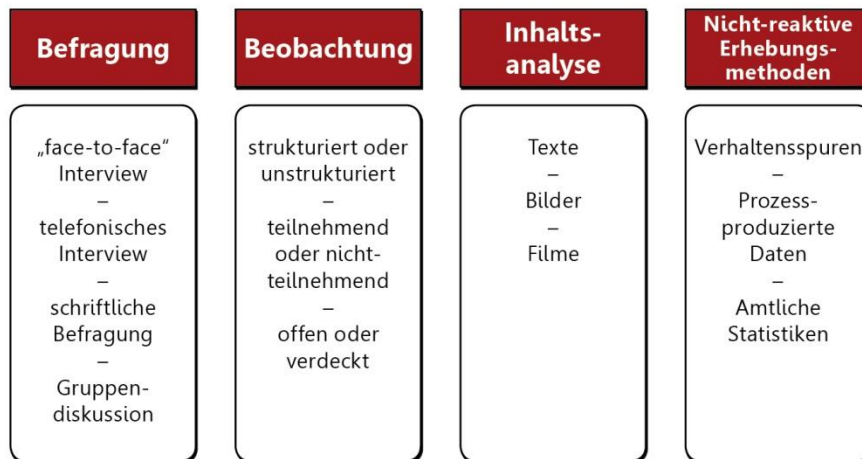 Befragung
„face-to-face“
Interview
–
telefonisches
Interview
–
schriftliche
Befragung
–
Gruppen-
diskussion
Beobachtung
strukturiert oder
unstrukturiert
–
teilnehmend
oder nicht-
teilnehmend
–
offen oder
verdeckt
Inhalts-
analyse
Texte
–
Bilder
–
Filme
Nicht-reaktive
Erhebungs-
methoden
Verhaltensspuren
–
Prozess-
produzierte
Daten
–
Amtliche
Statistiken